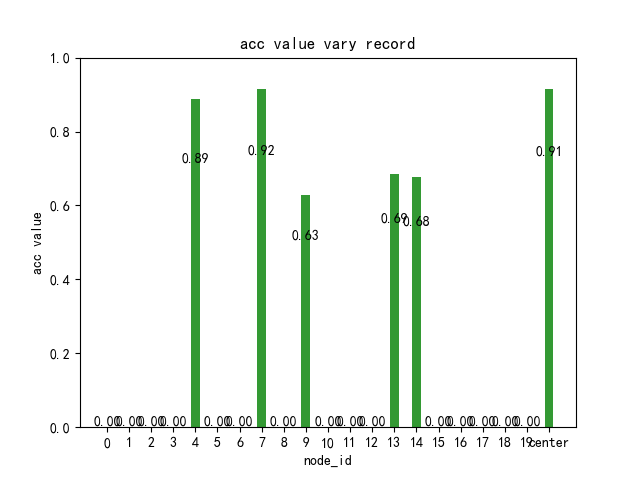 acc value vary record
acc value
1.0
0.8
0.6
0.4
0.2
0.0
0.00 0.00 0.00 0.00 0.89 0.00 0.00 0.92 0.00 0.63 0.00 0.00 0.00 0.69 0.68 0.00 0.00 0.00 0.00 0.00 0.91
0 1 2 3 4 5 6 7 8 9 10 11 12 13 14 15 16 17 18 19 center
node_id